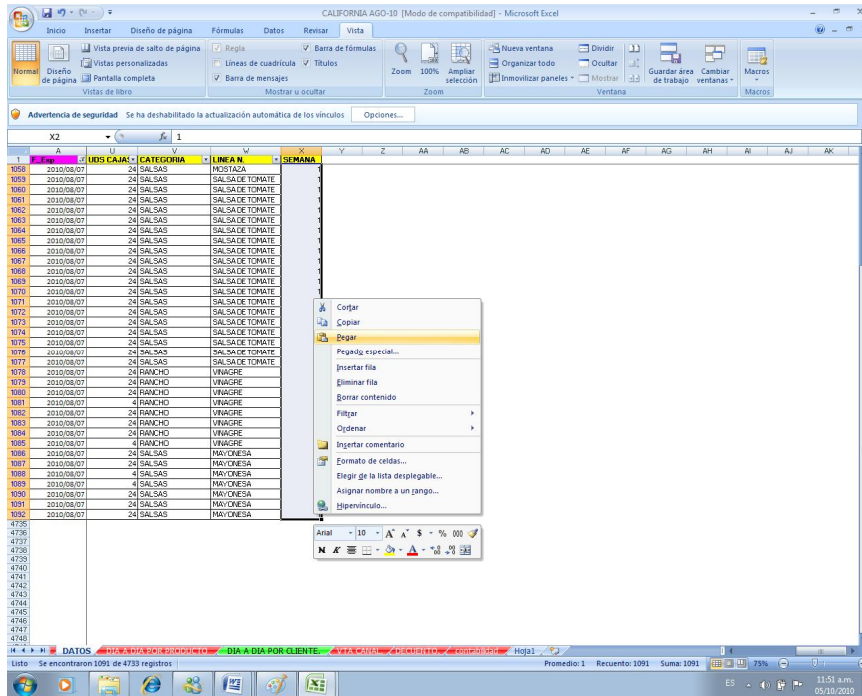 CALIFORNIA AGO-10 [Modo de compatibilidad] - Microsoft Excel
Inicio Insertar Diseño de página Fórmulas Datos Revisar Vista
Normal
Diseño de página
Vista previa de salto de página
Vistas personalizadas
Pantalla completa
Vistas de libro
Regla
Líneas de cuadrícula
Barra de mensajes
Barra de fórmulas
Títulos
Mostrar u ocultar
Zoom
100%
Ampliar selección
Zoom
Nueva ventana
Organizar todo
Inmovilizar paneles
Dividir
Ocultar
Mostrar
Guardar área de trabajo
Cambiar ventanas
Ventana
Macros
Macros
Advertencia de seguridad Se ha deshabilitado la actualización automática de los vínculos Opciones...
X2 fx 1
A U V W X Y Z AA AB AC AD AE AF AG AH AI AJ AK
1 F_Exp UDS CAJAS CATEGORIA LINEA N. SEMANA
1058 2010/08/07 24 SALSAS MOSTAZA 1
1059 2010/08/07 24 SALSAS SALSA DE TOMATE 1
1060 2010/08/07 24 SALSAS SALSA DE TOMATE 1
1061 2010/08/07 24 SALSAS SALSA DE TOMATE 1
1062 2010/08/07 24 SALSAS SALSA DE TOMATE 1
1063 2010/08/07 24 SALSAS SALSA DE TOMATE 1
1064 2010/08/07 24 SALSAS SALSA DE TOMATE 1
1065 2010/08/07 24 SALSAS SALSA DE TOMATE 1
1066 2010/08/07 24 SALSAS SALSA DE TOMATE 1
1067 2010/08/07 24 SALSAS SALSA DE TOMATE 1
1068 2010/08/07 24 SALSAS SALSA DE TOMATE 1
1069 2010/08/07 24 SALSAS SALSA DE TOMATE 1
1070 2010/08/07 24 SALSAS SALSA DE TOMATE 1
1071 2010/08/07 24 SALSAS SALSA DE TOMATE
1072 2010/08/07 24 SALSAS SALSA DE TOMATE
1073 2010/08/07 24 SALSAS SALSA DE TOMATE
1074 2010/08/07 24 SALSAS SALSA DE TOMATE
1075 2010/08/07 24 SALSAS SALSA DE TOMATE
1076 2010/08/07 24 SALSAS SALSA DE TOMATE
1077 2010/08/07 24 SALSAS SALSA DE TOMATE
1078 2010/08/07 24 RANCHO VINAGRE
1079 2010/08/07 24 RANCHO VINAGRE
1080 2010/08/07 24 RANCHO VINAGRE
1081 2010/08/07 4 RANCHO VINAGRE
1082 2010/08/07 24 RANCHO VINAGRE
1083 2010/08/07 24 RANCHO VINAGRE
1084 2010/08/07 24 RANCHO VINAGRE
1085 2010/08/07 4 RANCHO VINAGRE
1086 2010/08/07 24 SALSAS MAYONESA
1087 2010/08/07 24 SALSAS MAYONESA
1088 2010/08/07 4 SALSAS MAYONESA
1089 2010/08/07 4 SALSAS MAYONESA
1090 2010/08/07 24 SALSAS MAYONESA
1091 2010/08/07 24 SALSAS MAYONESA
1092 2010/08/07 24 SALSAS MAYONESA
4735
4736
4737
4738
4739
4740
4741
4742
4743
4744
4745
4746
4747
4748
Cortar
Copiar
Pegar
Pegado especial...
Insertar fila
Eliminar fila
Borrar contenido
Filtrar
Ordenar
Insertar comentario
Formato de celdas...
Elegir de la lista desplegable...
Asignar nombre a un rango...
Hipervínculo...
Arial 10 A A $ % 000
N K
DATOS DIA A DIA POR PRODUCTO DIA A DIA POR CLIENTE. VTA CANAL. DECUENTO. contabilidad Hoja1
Listo Se encontraron 1091 de 4733 registros Promedio: 1 Recuento: 1091 Suma: 1091 75%
ES 11:51 a.m.
05/10/2010